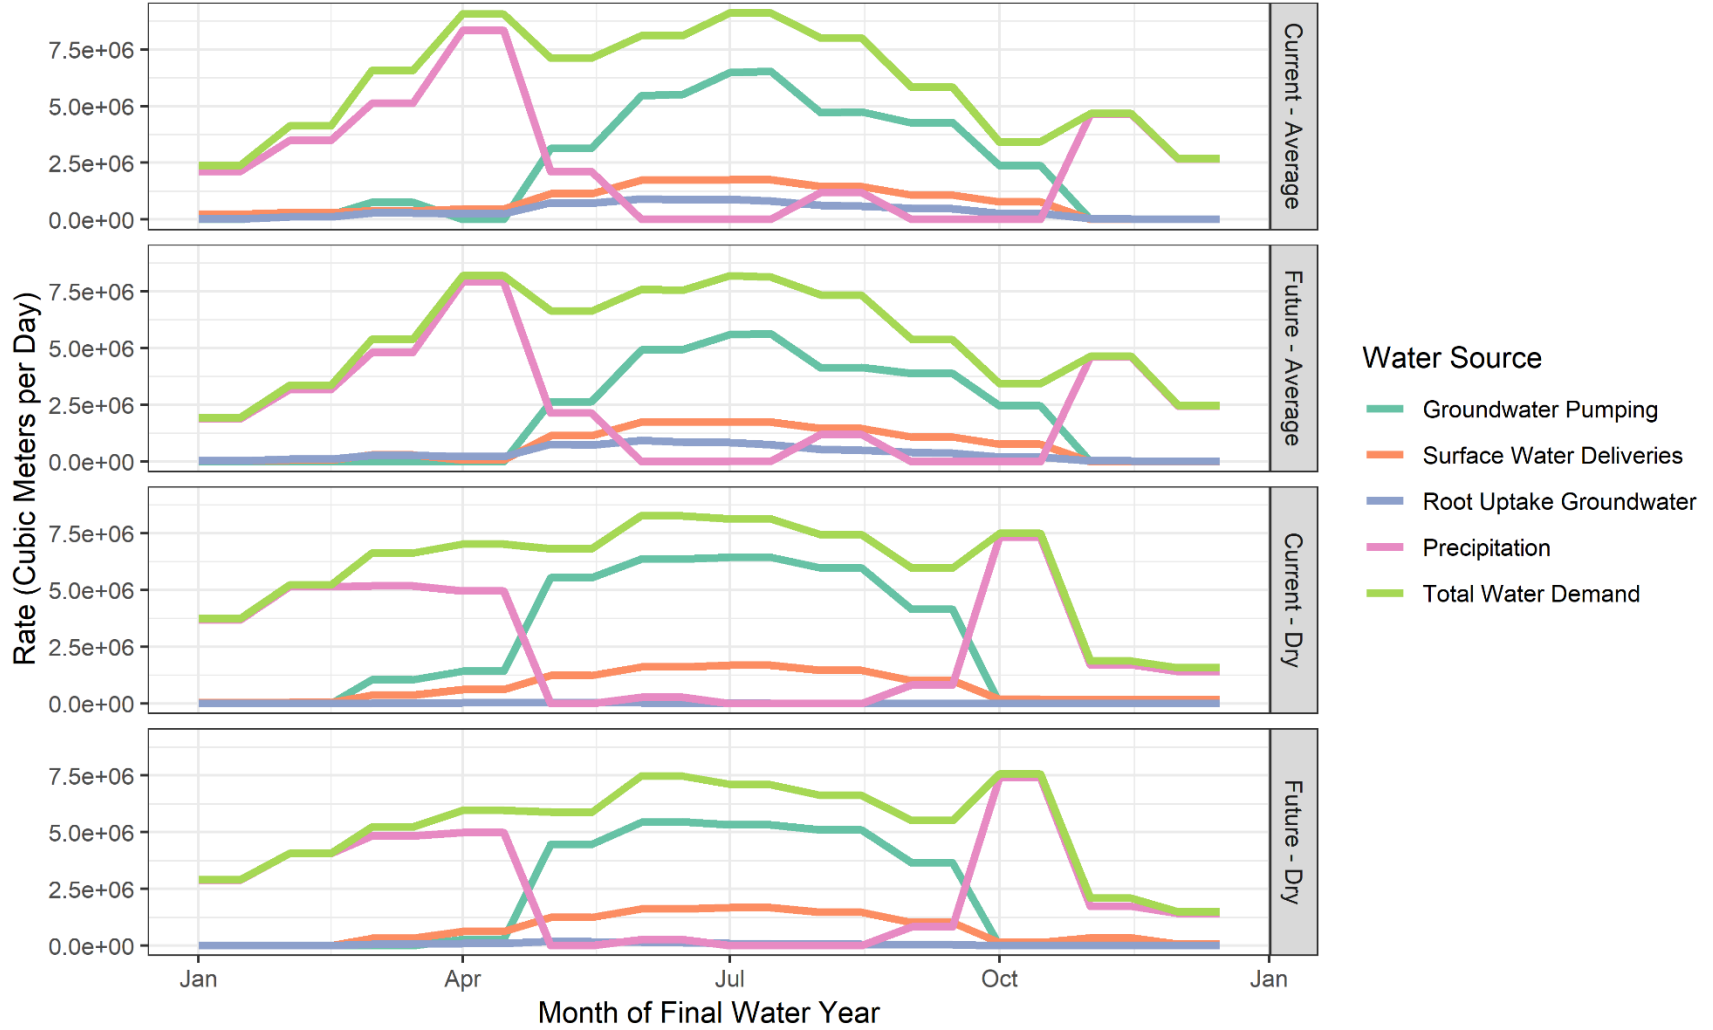 Rate (Cubic Meters per Day)
7.5e+06
5.0e+06
2.5e+06
0.0e+00
Current - Average
7.5e+06
5.0e+06
2.5e+06
0.0e+00
Future - Average
7.5e+06
5.0e+06
2.5e+06
0.0e+00
Current - Dry
7.5e+06
5.0e+06
2.5e+06
0.0e+00
Future - Dry
Jan
Apr
Jul
Oct
Jan
Month of Final Water Year
Water Source
Groundwater Pumping
Surface Water Deliveries
Root Uptake Groundwater
Precipitation
Total Water Demand